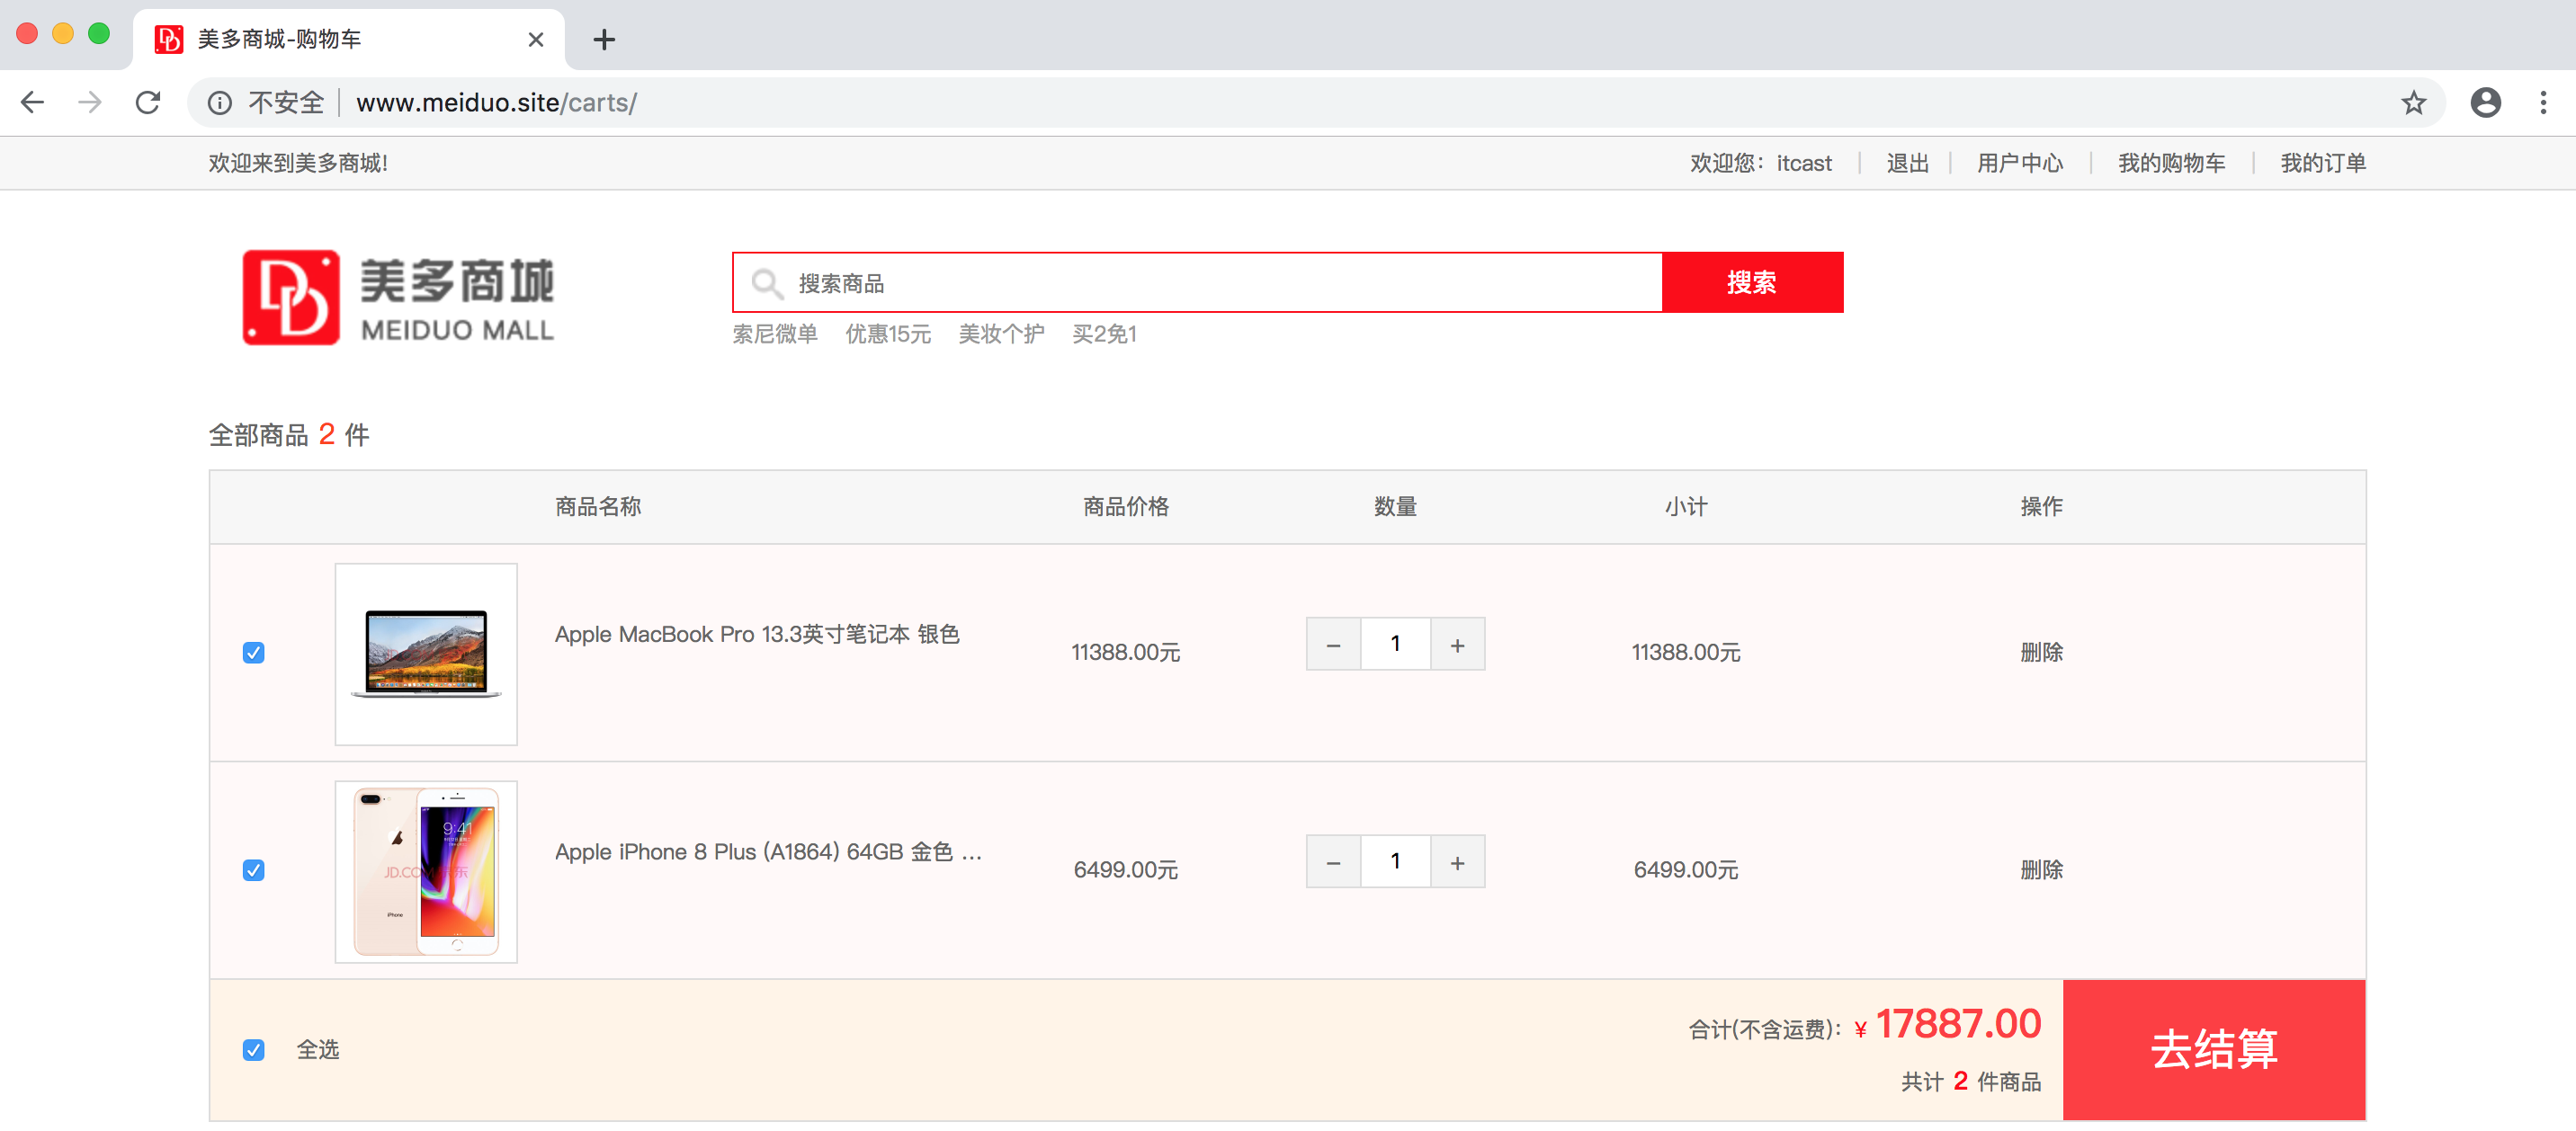 美多商城-购物车
不安全 www.meiduo.site/carts/
欢迎来到美多商城!
欢迎您：itcast 退出 用户中心 我的购物车 我的订单
美多商城
MEIDUO MALL
搜索商品 搜索
索尼微单 优惠15元 美妆个护 买2免1
全部商品 2 件
商品名称 商品价格 数量 小计 操作
Apple MacBook Pro 13.3英寸笔记本 银色 11388.00元 − 1 + 11388.00元 删除
9:41
JD.COM 京东
iPhone
Apple iPhone 8 Plus (A1864) 64GB 金色 … 6499.00元 − 1 + 6499.00元 删除
全选
合计(不含运费)：¥ 17887.00
共计 2 件商品
去结算